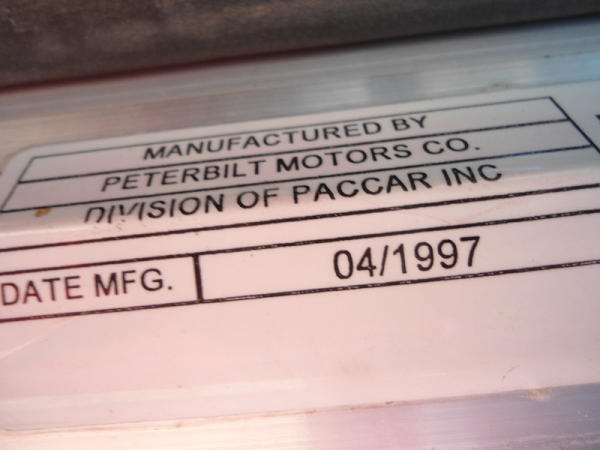 MANUFACTURED BY
PETERBILT MOTORS CO.
DIVISION OF PACCAR INC
DATE MFG. 04/1997